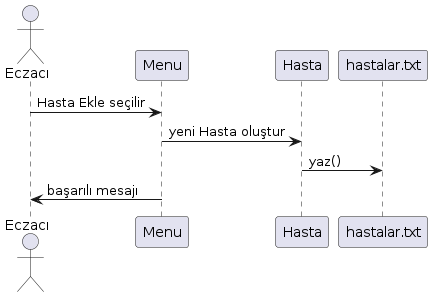 Eczacı
Menu
Hasta
hastalar.txt
Hasta Ekle seçilir
yeni Hasta oluştur
yaz()
başarılı mesajı
Eczacı
Menu
Hasta
hastalar.txt